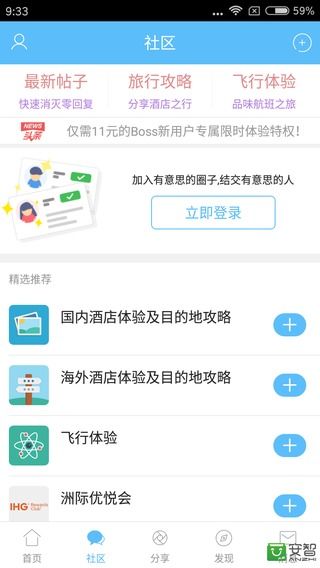 9:33
59%
社区
最新帖子 旅行攻略 飞行体验
快速消灭零回复 分享酒店之行 品味航班之旅
NEWS
头条
仅需11元的Boss新用户专属限时体验特权!
加入有意思的圈子,结交有意思的人
立即登录
精选推荐
国内酒店体验及目的地攻略
海外酒店体验及目的地攻略
飞行体验
IHG Rewards Club
洲际优悦会
首页 社区 分享 发现
安智